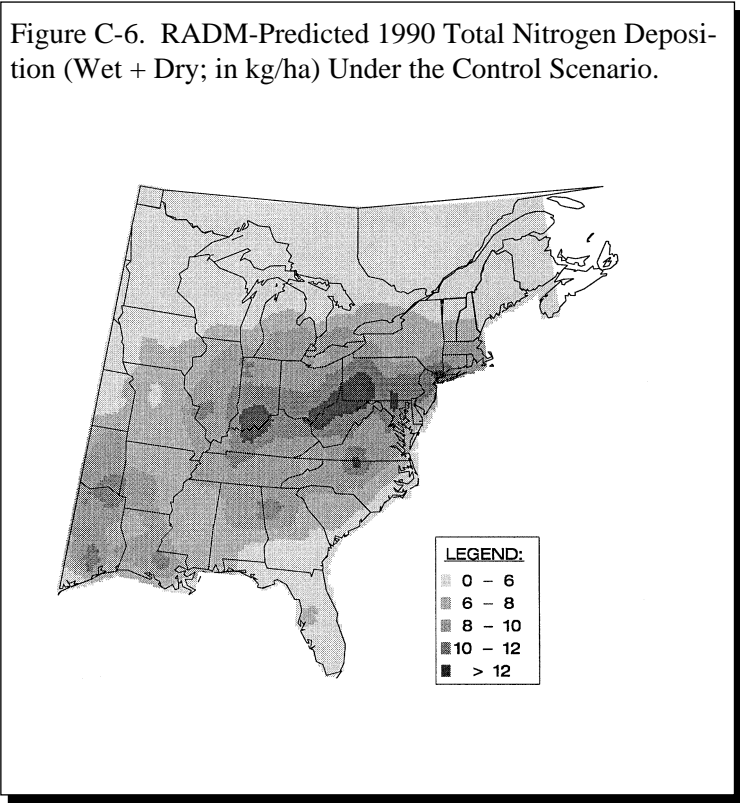 Figure C-6.  RADM-Predicted 1990 Total Nitrogen Deposi-
tion (Wet + Dry; in kg/ha) Under the Control Scenario.
LEGEND:
0 – 6
6 – 8
8 – 10
10 – 12
> 12